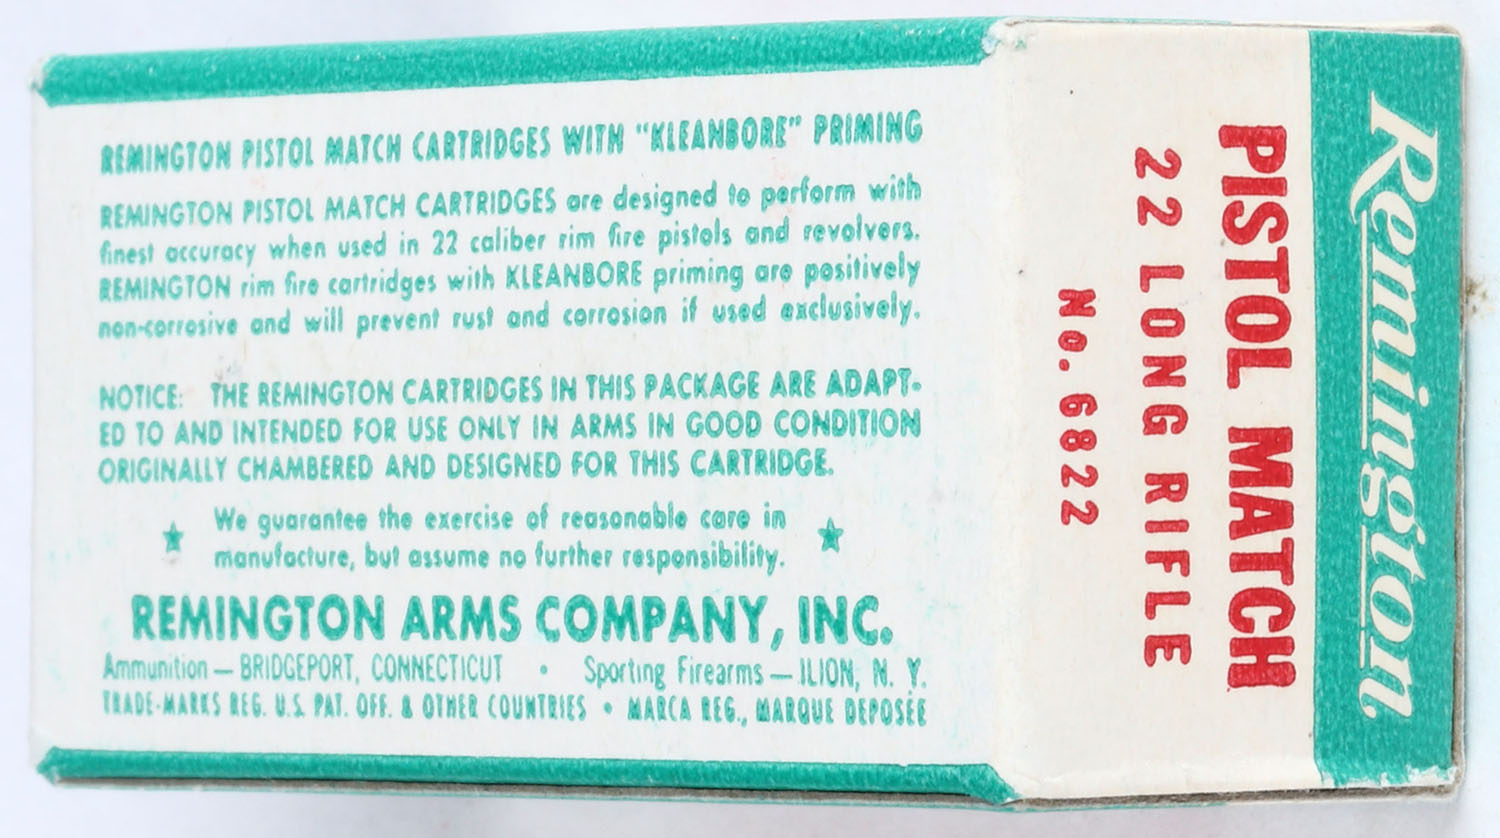 REMINGTON PISTOL MATCH CARTRIDGES WITH "KLEANBORE" PRIMING
REMINGTON PISTOL MATCH CARTRIDGES are designed to perform with
finest accuracy when used in 22 caliber rim fire pistols and revolvers.
REMINGTON rim fire cartridges with KLEANBORE priming are positively
non-corrosive and will prevent rust and corrosion if used exclusively.
NOTICE: THE REMINGTON CARTRIDGES IN THIS PACKAGE ARE ADAPT-
ED TO AND INTENDED FOR USE ONLY IN ARMS IN GOOD CONDITION
ORIGINALLY CHAMBERED AND DESIGNED FOR THIS CARTRIDGE.
We guarantee the exercise of reasonable care in
manufacture, but assume no further responsibility.
REMINGTON ARMS COMPANY, INC.
Ammunition — BRIDGEPORT, CONNECTICUT • Sporting Firearms — ILION, N. Y.
TRADE-MARKS REG. U.S. PAT. OFF. & OTHER COUNTRIES • MARCA REG., MARQUE DEPOSÉE
Remington
PISTOL MATCH
22 LONG RIFLE
No. 6822